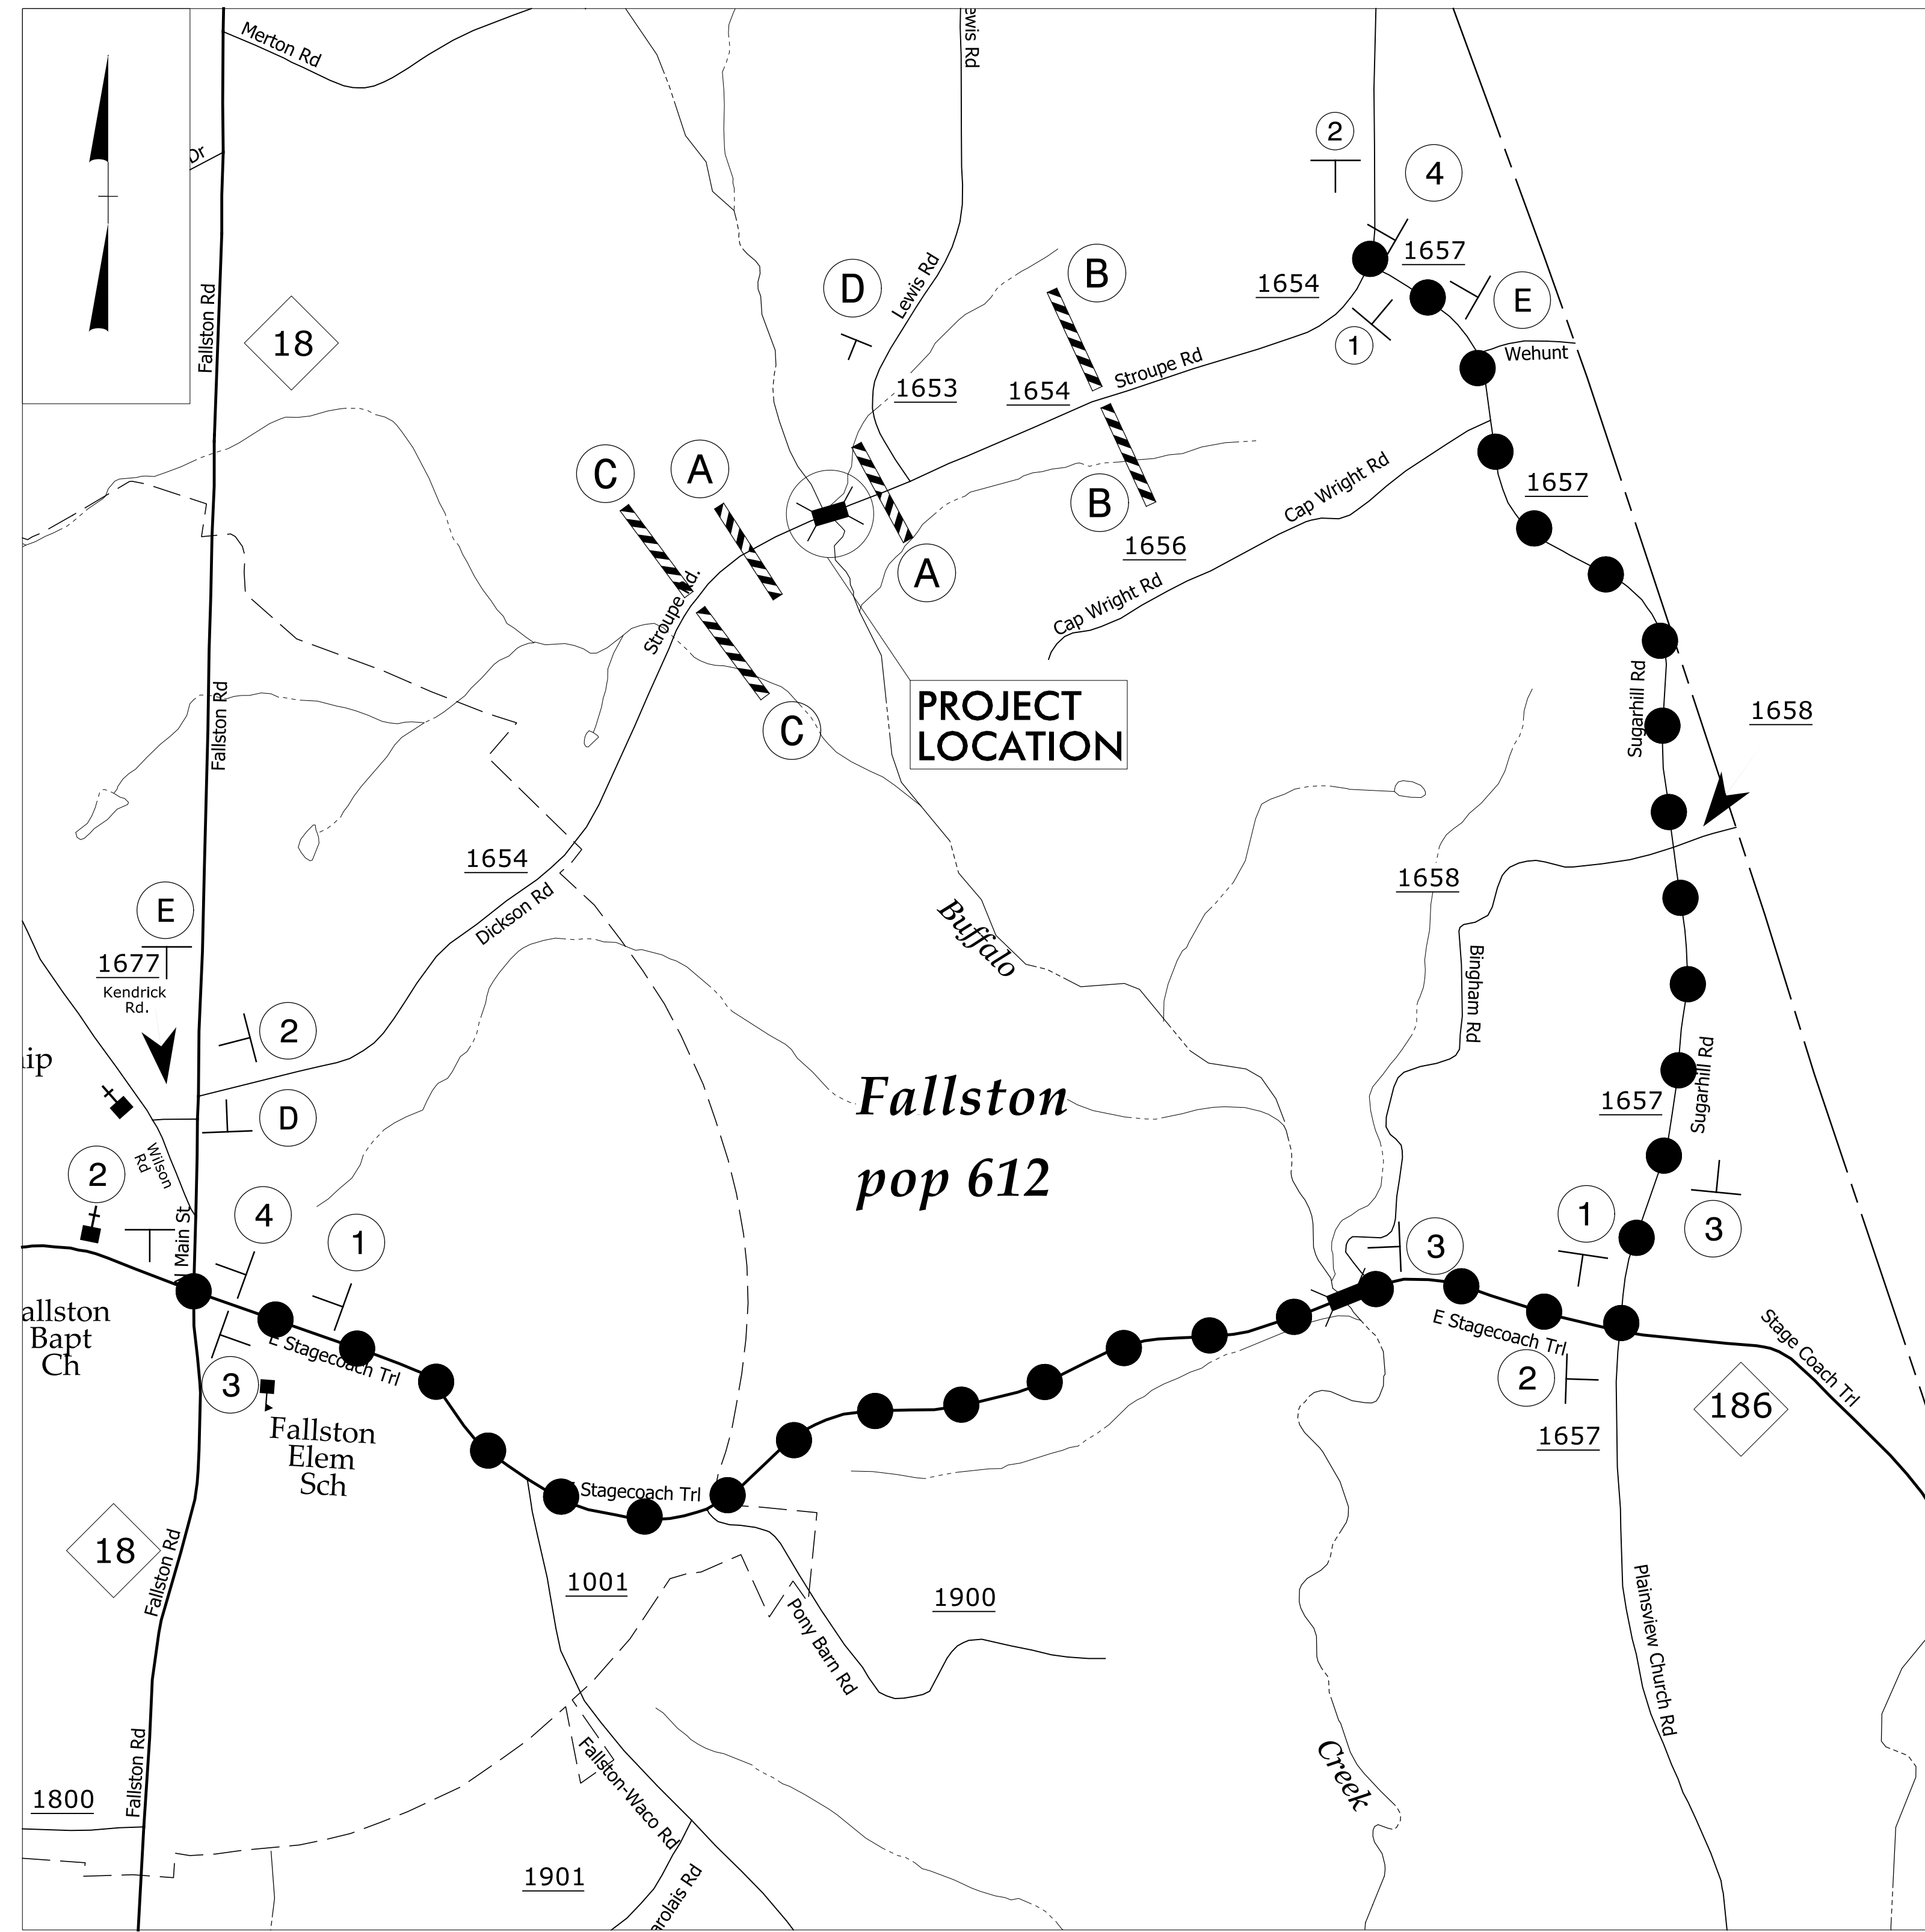 Merton Rd
ewis Rd
Dr
2
4
1657
Fallston Rd
18
D
Lewis Rd
B
1654
E
1
Wehunt
1653
1654
Stroupe Rd
C
A
B
Cap Wright Rd
1657
1656
A
Stroupe Rd.
Cap Wright Rd
Fallston Rd
C
PROJECT
LOCATION
Sugarhill Rd
1658
1654
1658
E
Dickson Rd
Buffalo
1677
Kendrick
Rd.
Bingham Rd
2
ip
Fallston
pop 612
D
1657
Sugarhill Rd
2
Wilson
Rd
4
1
Main St
3
1
3
allston
Bapt
Ch
E Stagecoach Trl
E Stagecoach Trl
Stage Coach Trl
3
2
186
Fallston
Elem
Sch
1657
Stagecoach Trl
18
Fallston Rd
1001
1900
Pony Barn Rd
Plainsview Church Rd
Fallston Rd
Fallston-Waco Rd
Creek
1800
1901
arolais Rd